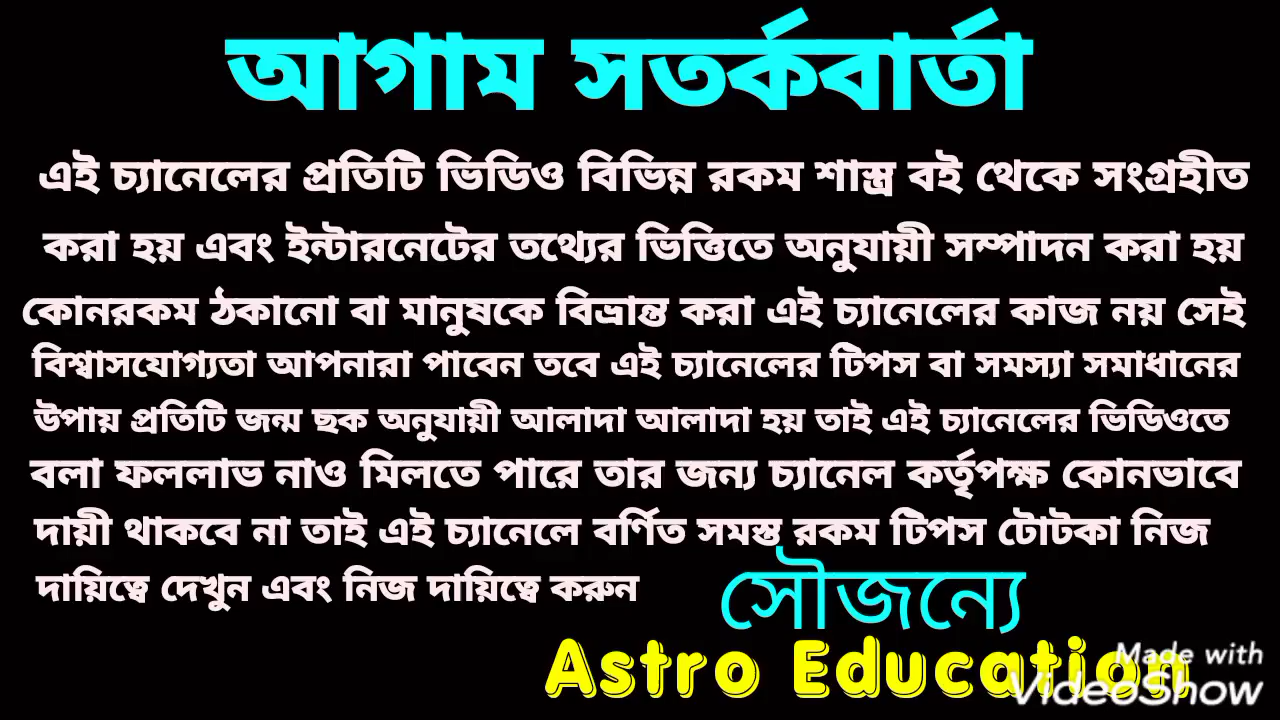 আগাম সতর্কবার্তা
এই চ্যানেলের প্রতিটি ভিডিও বিভিন্ন রকম শাস্ত্র বই থেকে সংগ্রহীত
করা হয় এবং ইন্টারনেটের তথ্যের ভিত্তিতে অনুযায়ী সম্পাদন করা হয়
কোনরকম ঠকানো বা মানুষকে বিভ্রান্ত করা এই চ্যানেলের কাজ নয় সেই
বিশ্বাসযোগ্যতা আপনারা পাবেন তবে এই চ্যানেলের টিপস বা সমস্যা সমাধানের
উপায় প্রতিটি জন্ম ছক অনুযায়ী আলাদা আলাদা হয় তাই এই চ্যানেলের ভিডিওতে
বলা ফললাভ নাও মিলতে পারে তার জন্য চ্যানেল কর্তৃপক্ষ কোনভাবে
দায়ী থাকবে না তাই এই চ্যানেলে বর্ণিত সমস্ত রকম টিপস টোটকা নিজ
দায়িত্বে দেখুন এবং নিজ দায়িত্বে করুন
সৌজন্যে
Astro Education
Made with
VideoShow